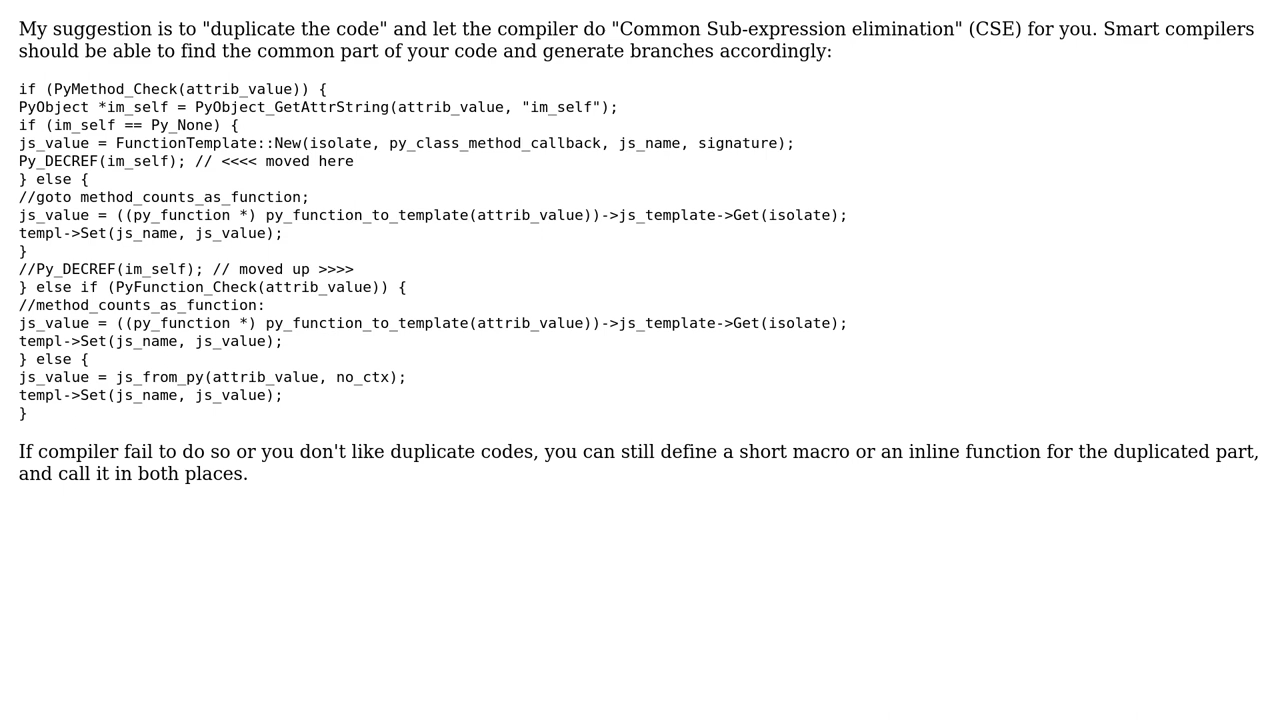 My suggestion is to "duplicate the code" and let the compiler do "Common Sub-expression elimination" (CSE) for you. Smart compilers
should be able to find the common part of your code and generate branches accordingly:
if (PyMethod_Check(attrib_value)) {
PyObject *im_self = PyObject_GetAttrString(attrib_value, "im_self");
if (im_self == Py_None) {
js_value = FunctionTemplate::New(isolate, py_class_method_callback, js_name, signature);
Py_DECREF(im_self); // <<<< moved here
} else {
//goto method_counts_as_function;
js_value = ((py_function *) py_function_to_template(attrib_value))->js_template->Get(isolate);
templ->Set(js_name, js_value);
}
//Py_DECREF(im_self); // moved up >>>>
} else if (PyFunction_Check(attrib_value)) {
//method_counts_as_function:
js_value = ((py_function *) py_function_to_template(attrib_value))->js_template->Get(isolate);
templ->Set(js_name, js_value);
} else {
js_value = js_from_py(attrib_value, no_ctx);
templ->Set(js_name, js_value);
}
If compiler fail to do so or you don't like duplicate codes, you can still define a short macro or an inline function for the duplicated part,
and call it in both places.